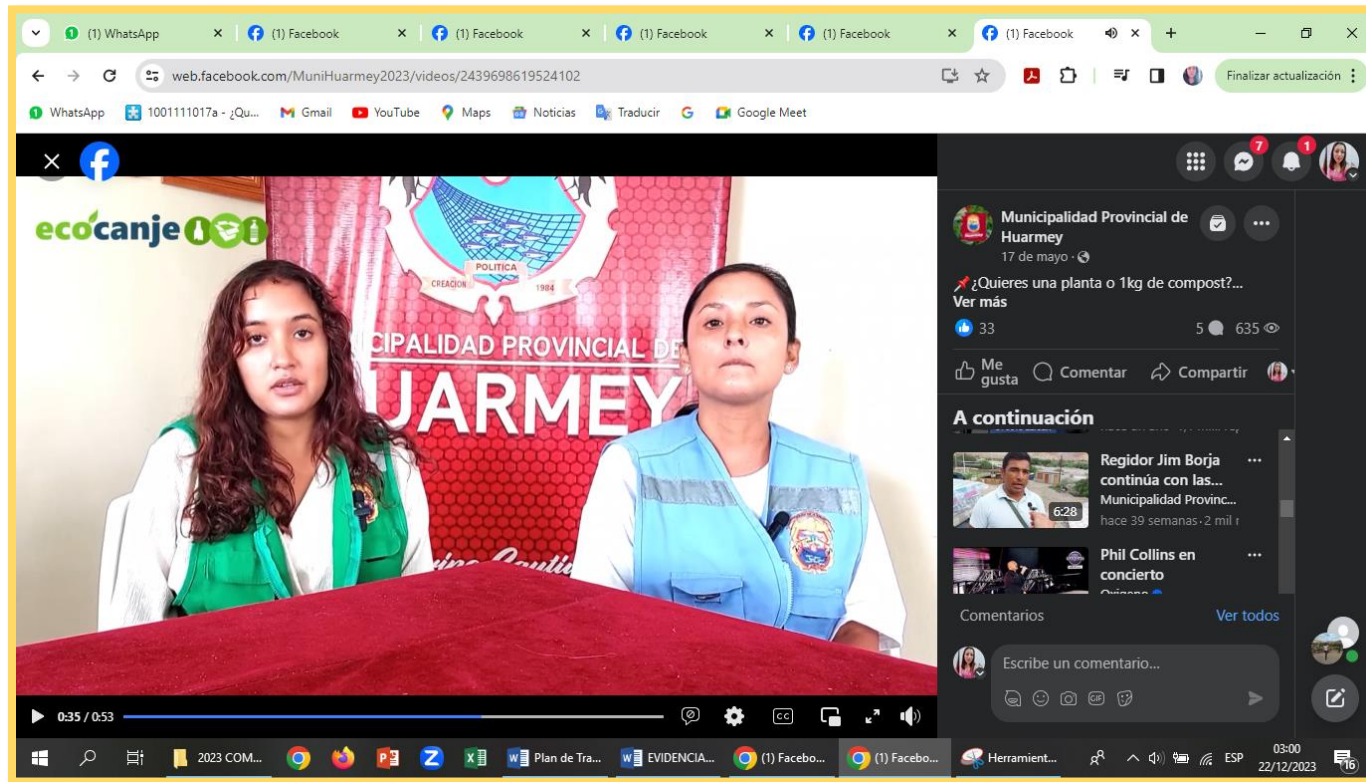 (1) WhatsApp
(1) Facebook
(1) Facebook
(1) Facebook
(1) Facebook
(1) Facebook
web.facebook.com/MuniHuarmey2023/videos/2439698619524102
Finalizar actualización
WhatsApp
1001111017a - ¿Qu...
Gmail
YouTube
Maps
Noticias
Traducir
Google Meet
ecocanje
POLITICA
CREACION
1984
CIPALIDAD PROVINCIAL DE
UARMEY
7
1
Municipalidad Provincial de
Huarmey
17 de mayo ·
¿Quieres una planta o 1kg de compost?...
Ver más
33
5
635
Me
gusta
Comentar
Compartir
A continuación
Regidor Jim Borja
continúa con las...
Municipalidad Provinc...
hace 39 semanas · 2 mil r
6:28
Phil Collins en
concierto
Comentarios
Ver todos
Escribe un comentario...
GIF
0:35 / 0:53
CC
2023 COM...
Plan de Tra...
EVIDENCIA...
(1) Facebo...
(1) Facebo...
Herramient...
ESP
03:00
22/12/2023
16